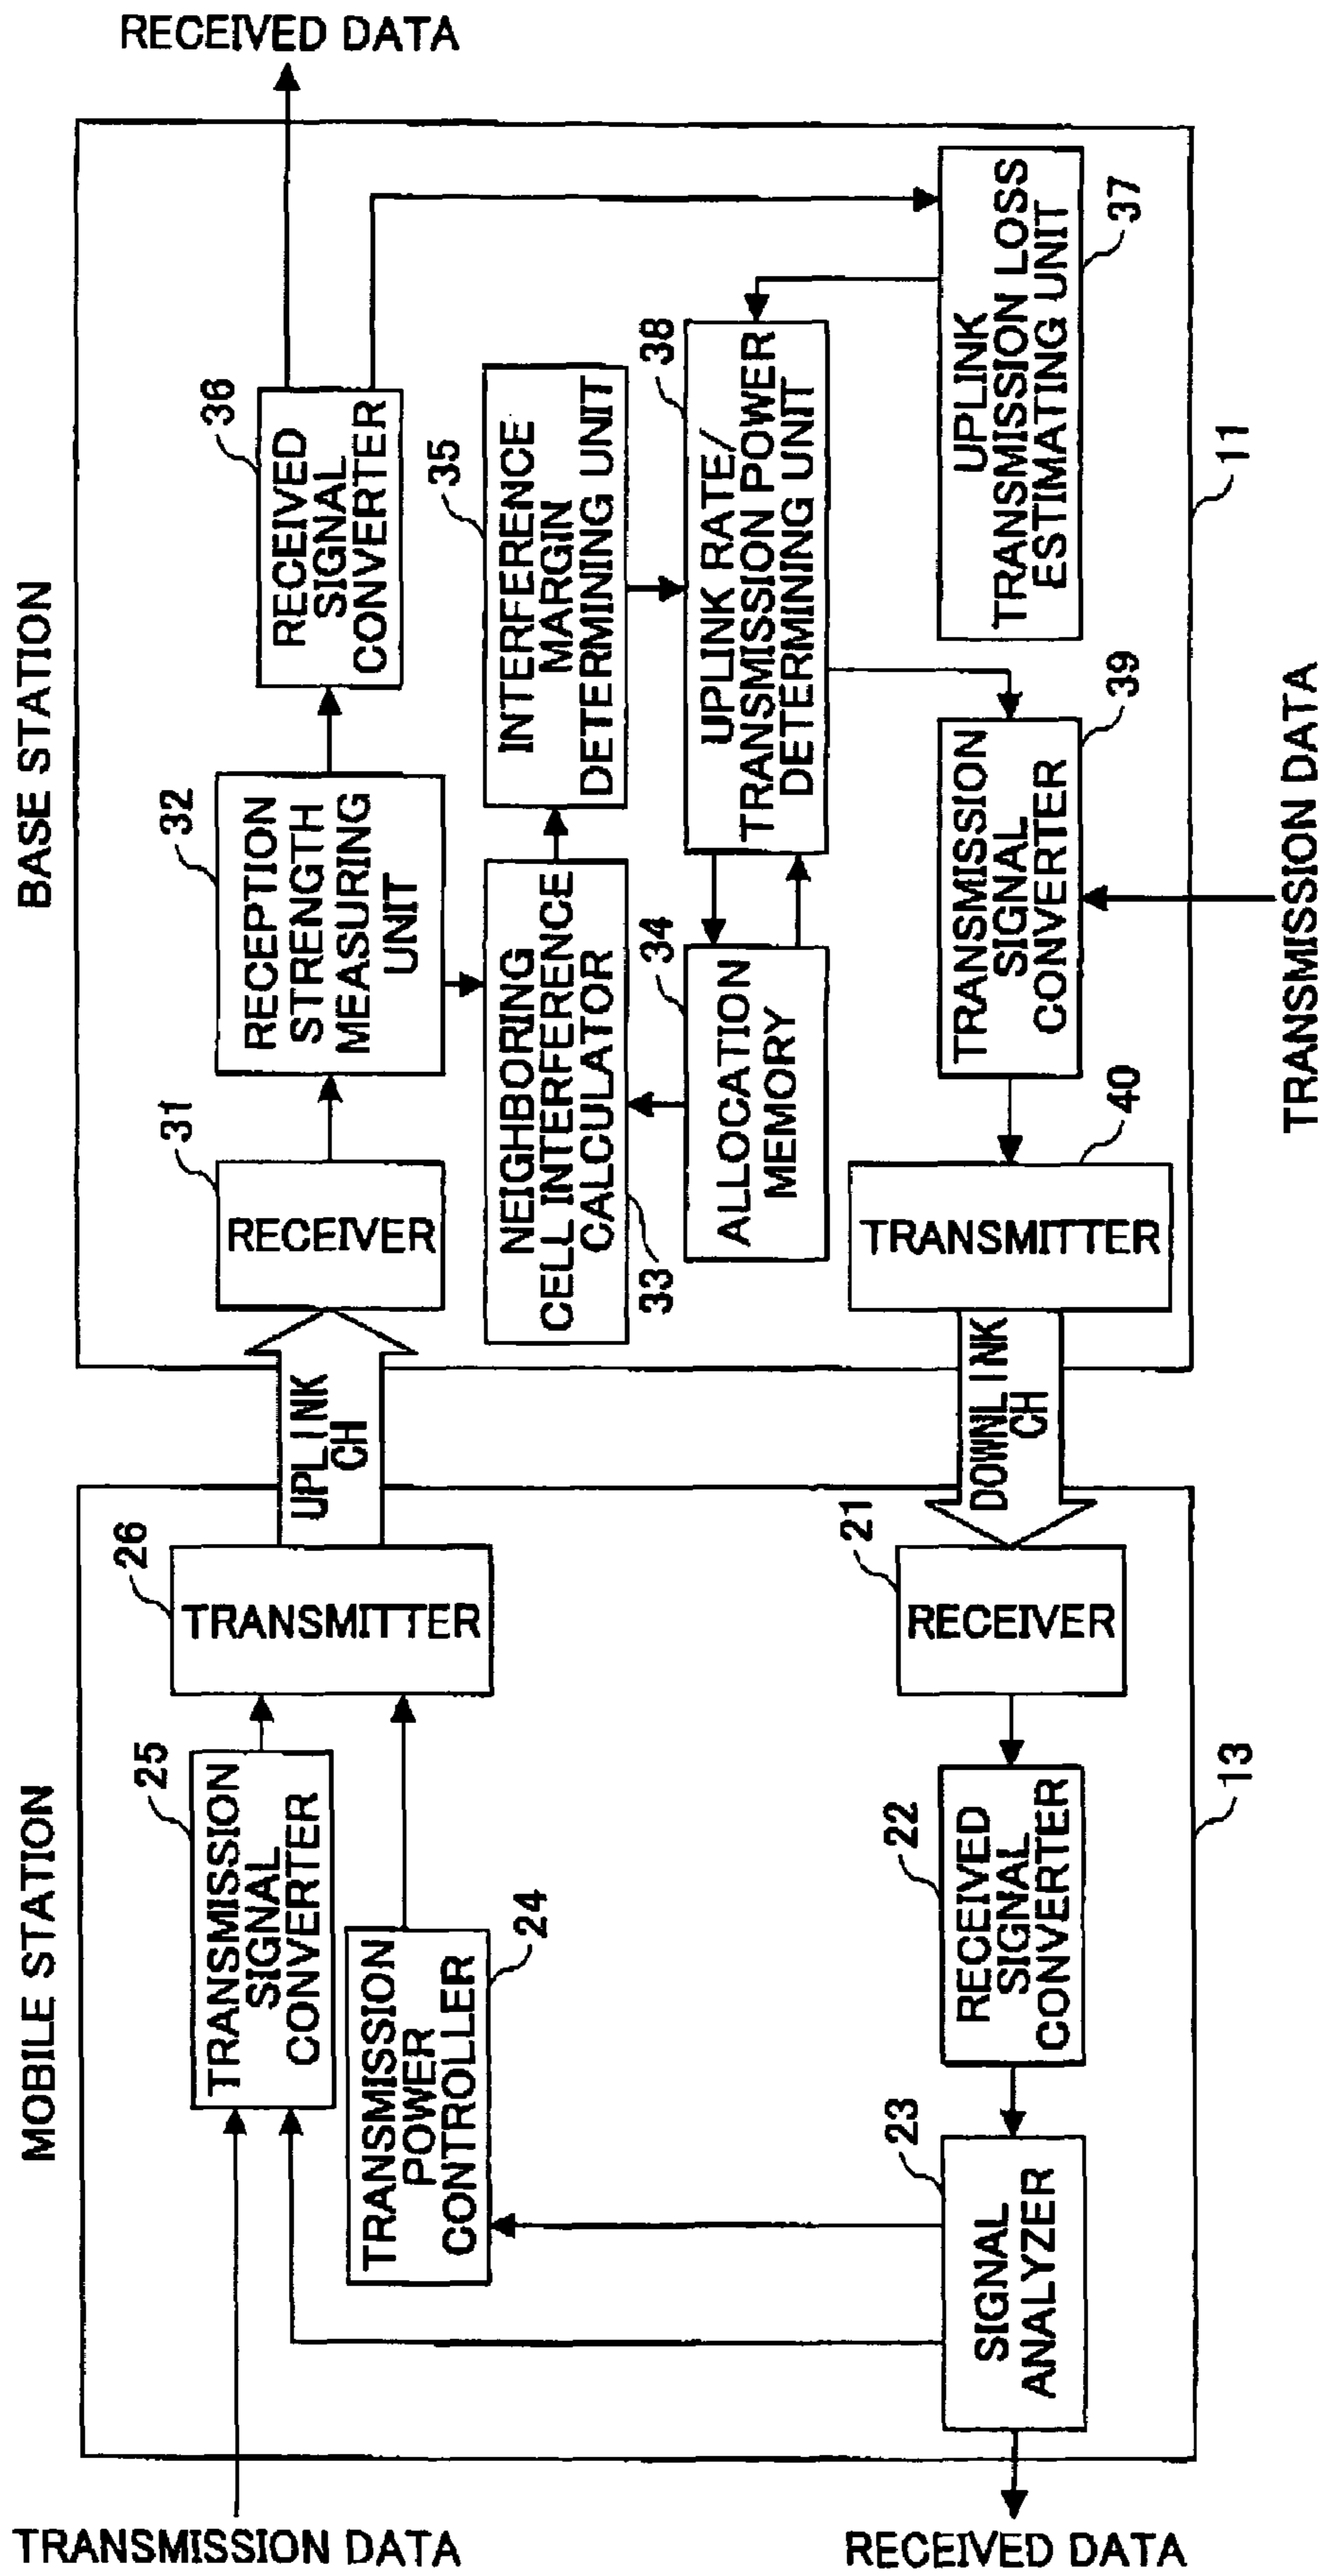 MOBILE STATION
TRANSMISSION DATA
25
TRANSMISSION
SIGNAL
CONVERTER
26
TRANSMITTER
24
TRANSMISSION
POWER
CONTROLLER
23
SIGNAL
ANALYZER
22
RECEIVED
SIGNAL
CONVERTER
21
RECEIVER
RECEIVED DATA
13
UPLINK
CH
DOWNLINK
CH
BASE STATION
31
RECEIVER
32
RECEPTION
STRENGTH
MEASURING
UNIT
36
RECEIVED
SIGNAL
CONVERTER
RECEIVED DATA
NEIGHBORING
CELL INTERFERENCE
CALCULATOR
33
35
INTERFERENCE
MARGIN
DETERMINING UNIT
34
ALLOCATION
MEMORY
38
UPLINK RATE/
TRANSMISSION POWER
DETERMINING UNIT
40
TRANSMITTER
39
TRANSMISSION
SIGNAL
CONVERTER
UPLINK
TRANSMISSION LOSS
ESTIMATING UNIT
37
11
TRANSMISSION DATA